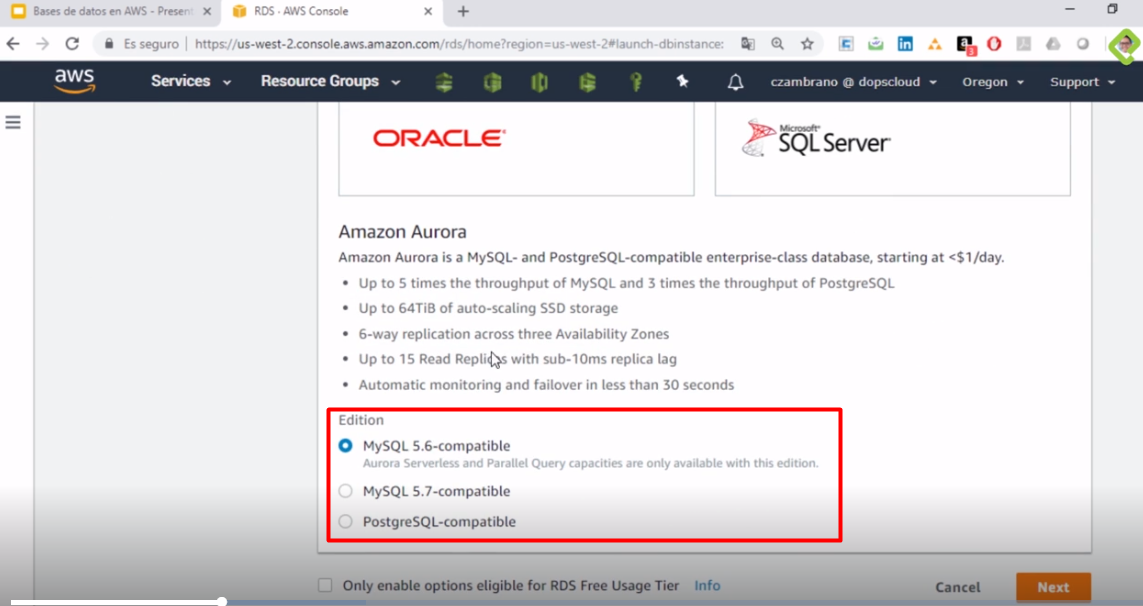 Bases de datos en AWS - Present
RDS · AWS Console
Es seguro
https://us-west-2.console.aws.amazon.com/rds/home?region=us-west-2#launch-dbinstance:
aws
Services
Resource Groups
czambrano @ dopscloud
Oregon
Support
ORACLE
Microsoft
SQL Server
Amazon Aurora
Amazon Aurora is a MySQL- and PostgreSQL-compatible enterprise-class database, starting at <$1/day.
• Up to 5 times the throughput of MySQL and 3 times the throughput of PostgreSQL
• Up to 64TiB of auto-scaling SSD storage
• 6-way replication across three Availability Zones
• Up to 15 Read Replicas with sub-10ms replica lag
• Automatic monitoring and failover in less than 30 seconds
Edition
MySQL 5.6-compatible
Aurora Serverless and Parallel Query capacities are only available with this edition.
MySQL 5.7-compatible
PostgreSQL-compatible
Only enable options eligible for RDS Free Usage Tier Info
Cancel
Next